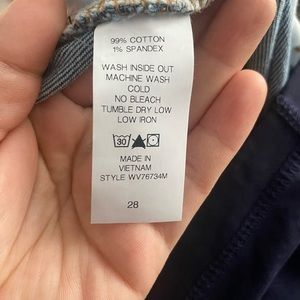 99% COTTON
1% SPANDEX
WASH INSIDE OUT
MACHINE WASH
COLD
NO BLEACH
TUMBLE DRY LOW
LOW IRON
30
MADE IN
VIETNAM
STYLE WV76734M
28